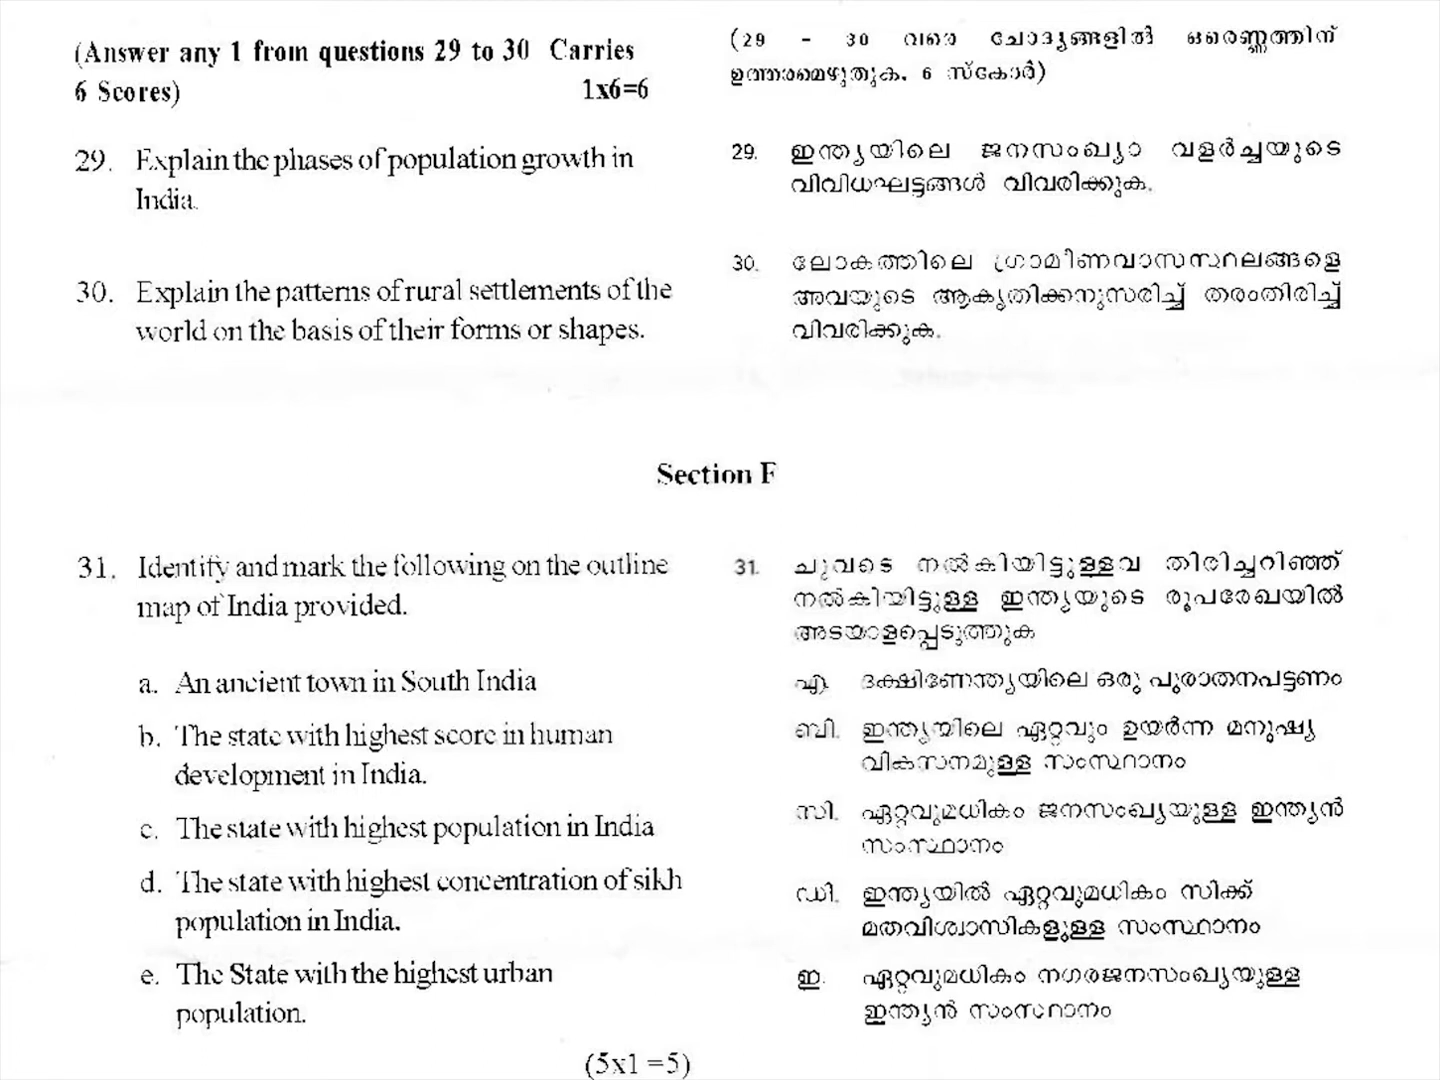 (Answer any 1 from questions 29 to 30 Carries
6 Scores) 1x6=6
29. Explain the phases of population growth in
India.
30. Explain the patterns of rural settlements of the
world on the basis of their forms or shapes.
(29 - 30 വരെ ചോദ്യങ്ങളിൽ ഒരെണ്ണത്തിന്
ഉത്തരമെഴുതുക. 6 സ്കോർ)
29. ഇന്ത്യയിലെ ജനസംഖ്യാ വളർച്ചയുടെ
വിവിധഘട്ടങ്ങൾ വിവരിക്കുക.
30. ലോകത്തിലെ ഗ്രാമീണവാസസ്ഥലങ്ങളെ
അവയുടെ ആകൃതിക്കനുസരിച്ച് തരംതിരിച്ച്
വിവരിക്കുക.
Section F
31. Identify and mark the following on the outline
map of India provided.
a. An ancient town in South India
b. The state with highest score in human
development in India.
c. The state with highest population in India
d. The state with highest concentration of sikh
population in India.
e. The State with the highest urban
population.
(5x1=5)
31. ചുവടെ നൽകിയിട്ടുള്ളവ തിരിച്ചറിഞ്ഞ്
നൽകിയിട്ടുള്ള ഇന്ത്യയുടെ രൂപരേഖയിൽ
അടയാളപ്പെടുത്തുക
എ. ദക്ഷിണേന്ത്യയിലെ ഒരു പുരാതനപട്ടണം
ബി. ഇന്ത്യയിലെ ഏറ്റവും ഉയർന്ന മനുഷ്യ
വികസനമുള്ള സംസ്ഥാനം
സി. ഏറ്റവുമധികം ജനസംഖ്യയുള്ള ഇന്ത്യൻ
സംസ്ഥാനം
ഡി. ഇന്ത്യയിൽ ഏറ്റവുമധികം സിക്ക്
മതവിശ്വാസികളുള്ള സംസ്ഥാനം
ഇ. ഏറ്റവുമധികം നഗരജനസംഖ്യയുള്ള
ഇന്ത്യൻ സംസ്ഥാനം